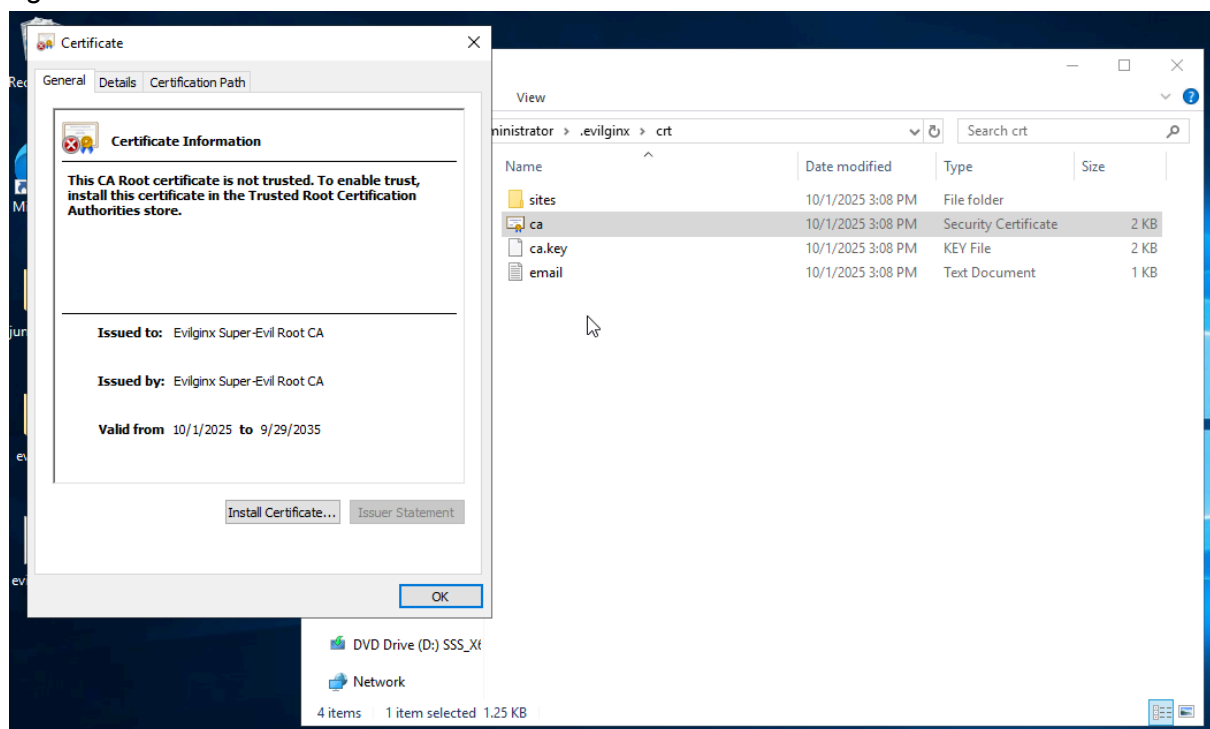 Certificate
General Details Certification Path
Certificate Information
This CA Root certificate is not trusted. To enable trust,
install this certificate in the Trusted Root Certification
Authorities store.
Issued to: Evilginx Super-Evil Root CA
Issued by: Evilginx Super-Evil Root CA
Valid from 10/1/2025 to 9/29/2035
Install Certificate... Issuer Statement
OK
View
.evilginx > crt
Search crt
Name Date modified Type Size
sites 10/1/2025 3:08 PM File folder
ca 10/1/2025 3:08 PM Security Certificate 2 KB
ca.key 10/1/2025 3:08 PM KEY File 2 KB
email 10/1/2025 3:08 PM Text Document 1 KB
DVD Drive (D:)
Network
4 items 1 item selected 1.25 KB